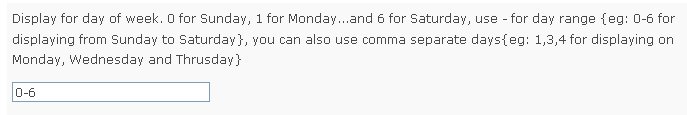 Display for day of week. 0 for Sunday, 1 for Monday...and 6 for Saturday, use - for day range {eg: 0-6 for
displaying from Sunday to Saturday}, you can also use comma separate days{eg: 1,3,4 for displaying on
Monday, Wednesday and Thrusday}
0-6